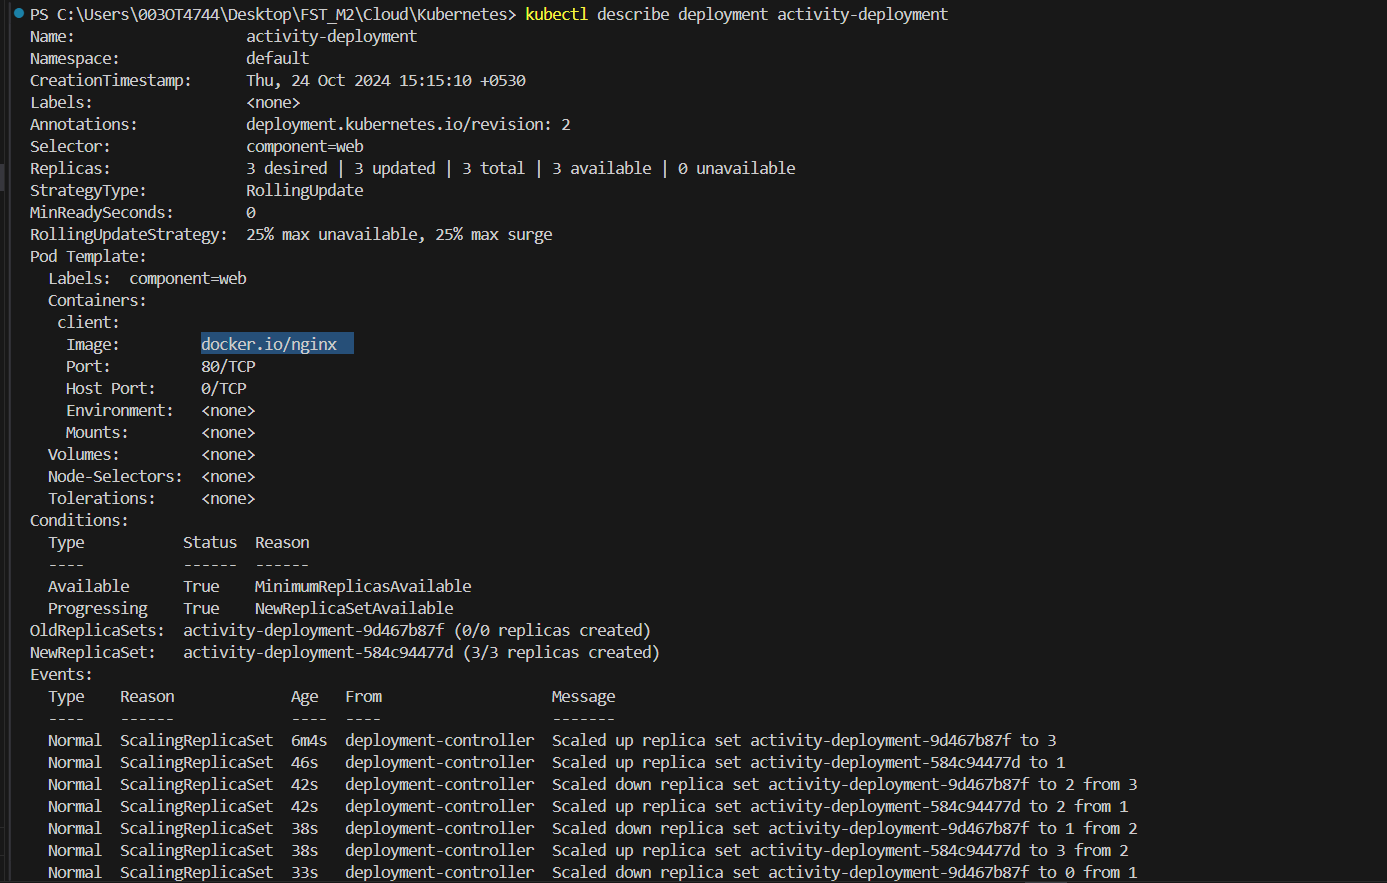 PS C:\Users\003OT4744\Desktop\FST_M2\Cloud\Kubernetes> kubectl describe deployment activity-deployment
Name:                   activity-deployment
Namespace:              default
CreationTimestamp:      Thu, 24 Oct 2024 15:15:10 +0530
Labels:                 <none>
Annotations:            deployment.kubernetes.io/revision: 2
Selector:               component=web
Replicas:               3 desired | 3 updated | 3 total | 3 available | 0 unavailable
StrategyType:           RollingUpdate
MinReadySeconds:        0
RollingUpdateStrategy:  25% max unavailable, 25% max surge
Pod Template:
  Labels:  component=web
  Containers:
   client:
    Image:         docker.io/nginx
    Port:          80/TCP
    Host Port:     0/TCP
    Environment:   <none>
    Mounts:        <none>
  Volumes:         <none>
  Node-Selectors:  <none>
  Tolerations:     <none>
Conditions:
  Type           Status  Reason
  ----           ------  ------
  Available      True    MinimumReplicasAvailable
  Progressing    True    NewReplicaSetAvailable
OldReplicaSets:  activity-deployment-9d467b87f (0/0 replicas created)
NewReplicaSet:   activity-deployment-584c94477d (3/3 replicas created)
Events:
  Type    Reason             Age   From                   Message
  ----    ------             ----  ----                   -------
  Normal  ScalingReplicaSet  6m4s  deployment-controller  Scaled up replica set activity-deployment-9d467b87f to 3
  Normal  ScalingReplicaSet  46s   deployment-controller  Scaled up replica set activity-deployment-584c94477d to 1
  Normal  ScalingReplicaSet  42s   deployment-controller  Scaled down replica set activity-deployment-9d467b87f to 2 from 3
  Normal  ScalingReplicaSet  42s   deployment-controller  Scaled up replica set activity-deployment-584c94477d to 2 from 1
  Normal  ScalingReplicaSet  38s   deployment-controller  Scaled down replica set activity-deployment-9d467b87f to 1 from 2
  Normal  ScalingReplicaSet  38s   deployment-controller  Scaled up replica set activity-deployment-584c94477d to 3 from 2
  Normal  ScalingReplicaSet  33s   deployment-controller  Scaled down replica set activity-deployment-9d467b87f to 0 from 1